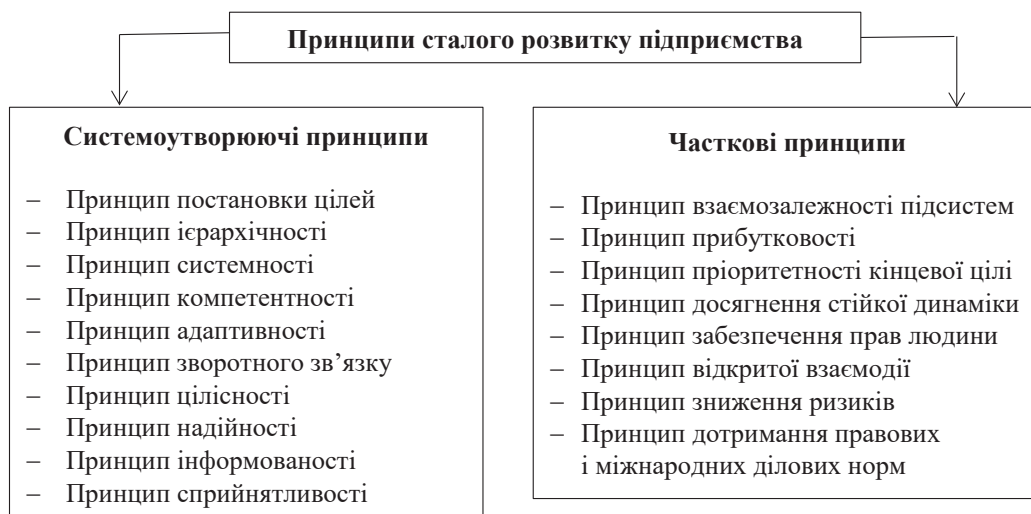 Принципи сталого розвитку підприємства
Системоутворюючі принципи
– Принцип постановки цілей
– Принцип ієрархічності
– Принцип системності
– Принцип компетентності
– Принцип адаптивності
– Принцип зворотного зв’язку
– Принцип цілісності
– Принцип надійності
– Принцип інформованості
– Принцип сприйнятливості
Часткові принципи
– Принцип взаємозалежності підсистем
– Принцип прибутковості
– Принцип пріоритетності кінцевої цілі
– Принцип досягнення стійкої динаміки
– Принцип забезпечення прав людини
– Принцип відкритої взаємодії
– Принцип зниження ризиків
– Принцип дотримання правових
і міжнародних ділових норм